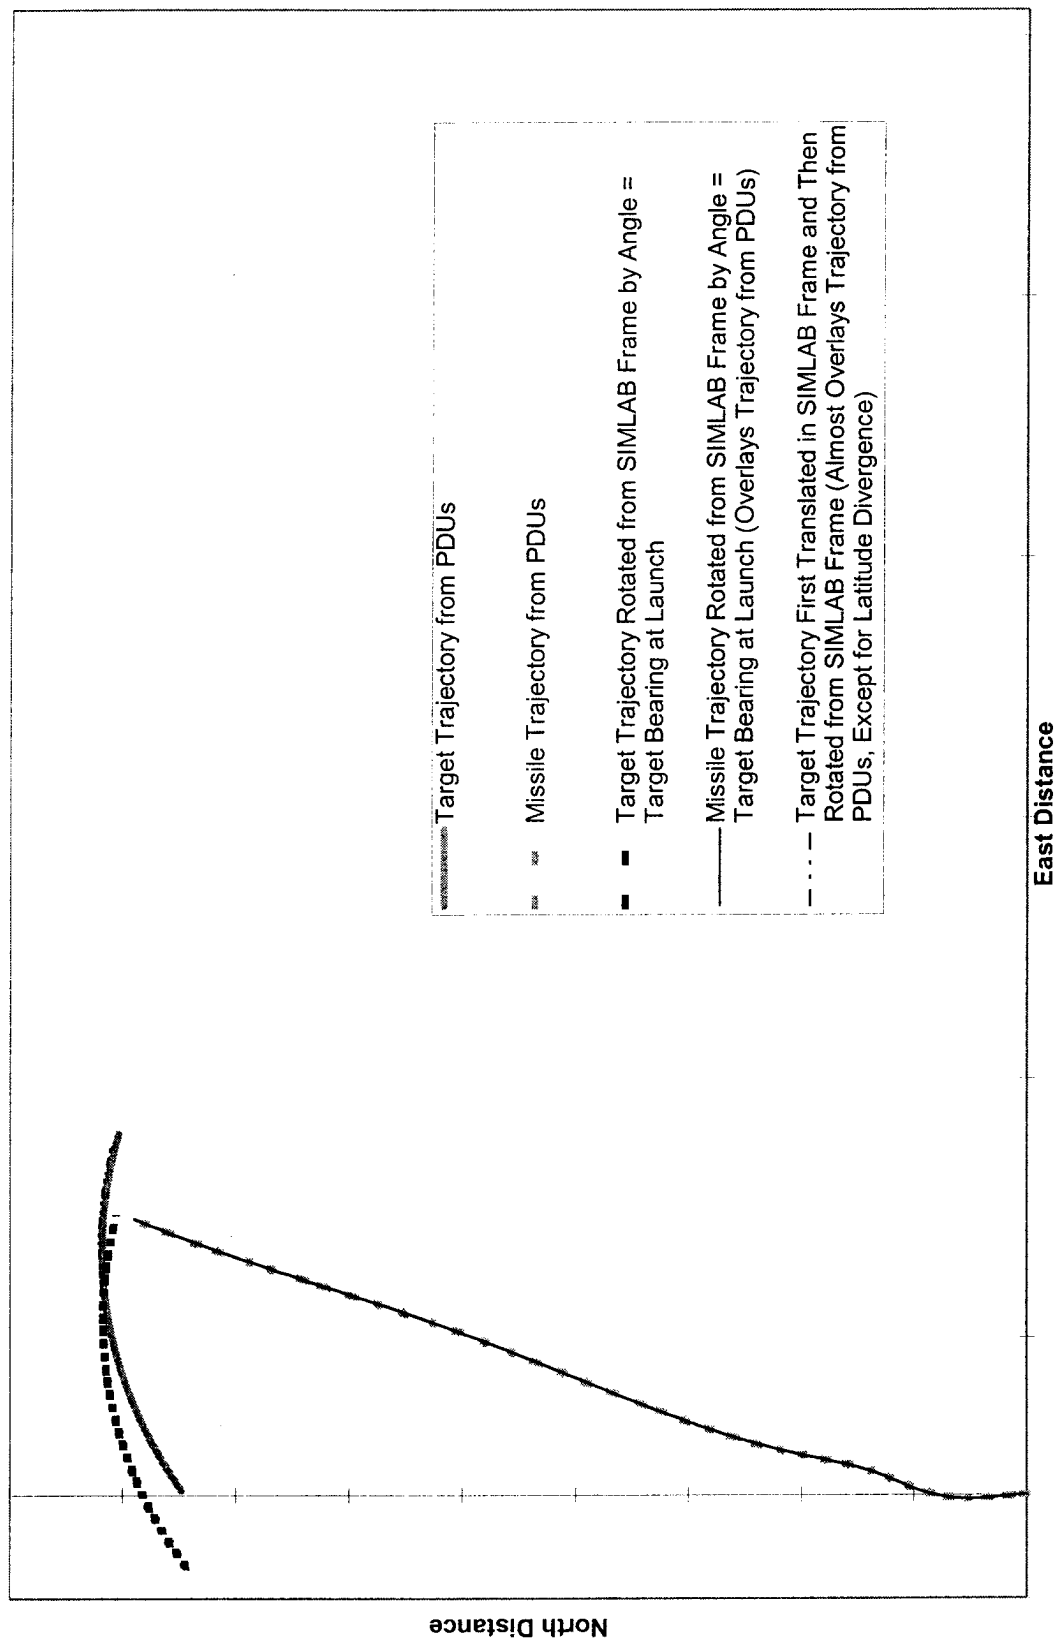 North Distance
Target Trajectory from PDUs
Missile Trajectory from PDUs
Target Trajectory Rotated from SIMLAB Frame by Angle =
Target Bearing at Launch
Missile Trajectory Rotated from SIMLAB Frame by Angle =
Target Bearing at Launch (Overlays Trajectory from PDUs)
Target Trajectory First Translated in SIMLAB Frame and Then
Rotated from SIMLAB Frame (Almost Overlays Trajectory from
PDUs, Except for Latitude Divergence)
East Distance